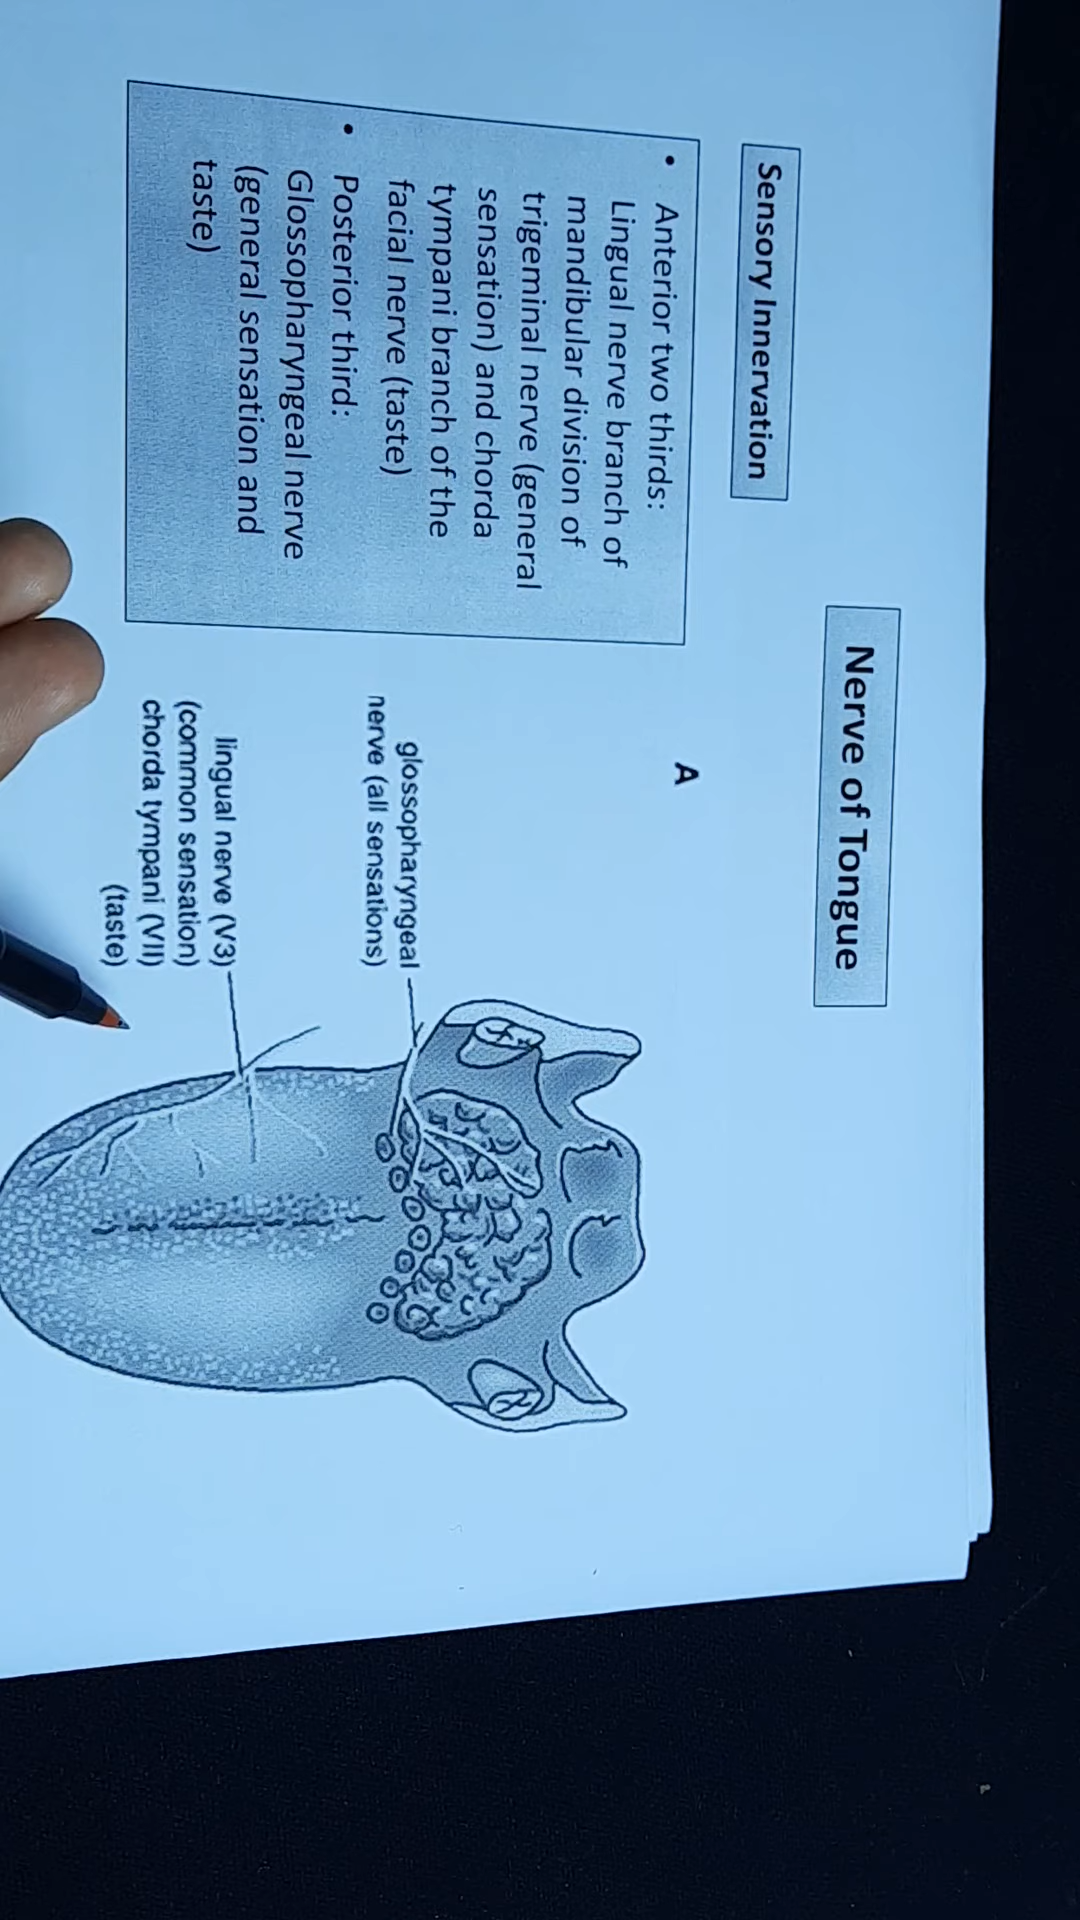 Nerve of Tongue
Sensory Innervation
• Anterior two thirds:
Lingual nerve branch of
mandibular division of
trigeminal nerve (general
sensation) and chorda
tympani branch of the
facial nerve (taste)
• Posterior third:
Glossopharyngeal nerve
(general sensation and
taste)
A
glossopharyngeal
nerve (all sensations)
lingual nerve (V3)
(common sensation)
chorda tympani (VII)
(taste)